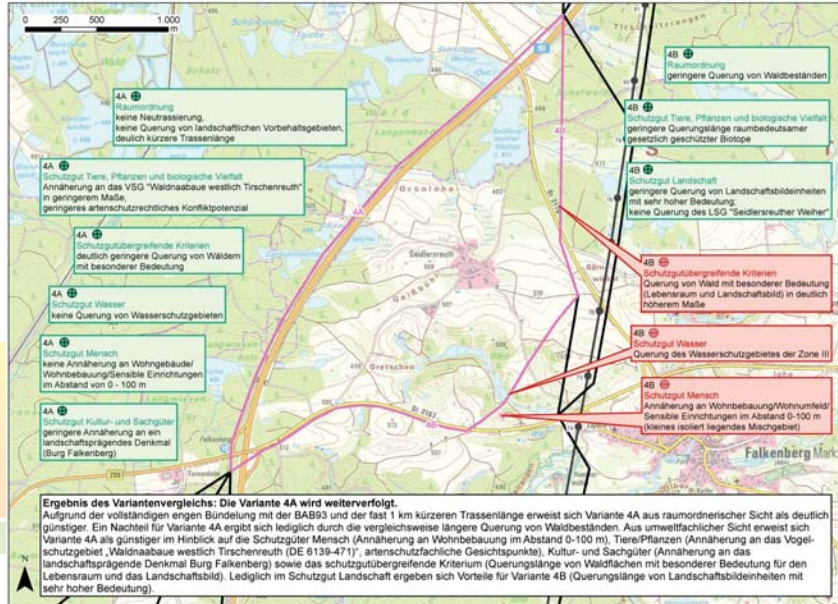 0 250 500 1.000
m
4A
Raumordnung
keine Neutrassierung,
keine Querung von landschaftlichen Vorbehaltsgebieten,
deulich kürzere Trassenlänge
4A
Schutzgut Tiere, Pflanzen und biologische Vielfalt
Annäherung an das VSG "Waldnaabaue westlich Tirschenreuth"
in geringerem Maße,
geringeres artenschutzrechtliches Konfliktpotenzial
4A
Schutzgutübergreifende Kriterien
deutlich geringere Querung von Wäldern
mit besonderer Bedeutung
4A
Schutzgut Wasser
keine Querung von Wasserschutzgebieten
4A
Schutzgut Mensch
keine Annäherung an Wohngebäude/
Wohnbebauung/Sensible Einrichtungen
im Abstand von 0 - 100 m
4A
Schutzgut Kultur- und Sachgüter
geringere Annäherung an ein
landschaftsprägendes Denkmal
(Burg Falkenberg)
4B
Raumordnung
geringere Querung von Waldbeständen
4B
Schutzgut Tiere, Pflanzen und biologische Vielfalt
geringere Querungslänge raumbedeutsamer
gesetzlich geschützter Biotope
4B
Schutzgut Landschaft
geringere Querung von Landschaftsbildeinheiten
mit sehr hoher Bedeutung;
keine Querung des LSG "Seidlersreuther Weiher"
4B
Schutzgutübergreifende Kriterien
Querung von Wald mit besonderer Bedeutung
(Lebensraum und Landschaftsbild) in deutlich
höherem Maße
4B
Schutzgut Wasser
Querung des Wasserschutzgebietes der Zone III
4B
Schutzgut Mensch
Annäherung an Wohnbebauung/Wohnumfeld/
Sensible Einrichtungen im Abstand 0-100 m
(kleines isoliert liegendes Mischgebiet)
4A
4B
4B
Grünlohe
Seidlersreuth
Geißbühl
Gretschen
St 2167
Tannenlohe
299
Falkenberg Mark
N
Ergebnis des Variantenvergleichs: Die Variante 4A wird weiterverfolgt.
Aufgrund der vollständigen engen Bündelung mit der BAB93 und der fast 1 km kürzeren Trassenlänge erweist sich Variante 4A aus raumordnerischer Sicht als deutlich
günstiger. Ein Nachteil für Variante 4A ergibt sich lediglich durch die vergleichsweise längere Querung von Waldbeständen. Aus umweltfachlicher Sicht erweist sich
Variante 4A als günstiger im Hinblick auf die Schutzgüter Mensch (Annäherung an Wohnbebauung im Abstand 0-100 m), Tiere/Pflanzen (Annäherung an das Vogel-
schutzgebiet „Waldnaabaue westlich Tirschenreuth (DE 6139-471)", artenschutzfachliche Gesichtspunkte), Kultur- und Sachgüter (Annäherung an das
landschaftsprägende Denkmal Burg Falkenberg) sowie das schutzgutübergreifende Kriterium (Querungslänge von Waldflächen mit besonderer Bedeutung für den
Lebensraum und das Landschaftsbild). Lediglich im Schutzgut Landschaft ergeben sich Vorteile für Variante 4B (Querungslänge von Landschaftsbildeinheiten mit
sehr hoher Bedeutung).